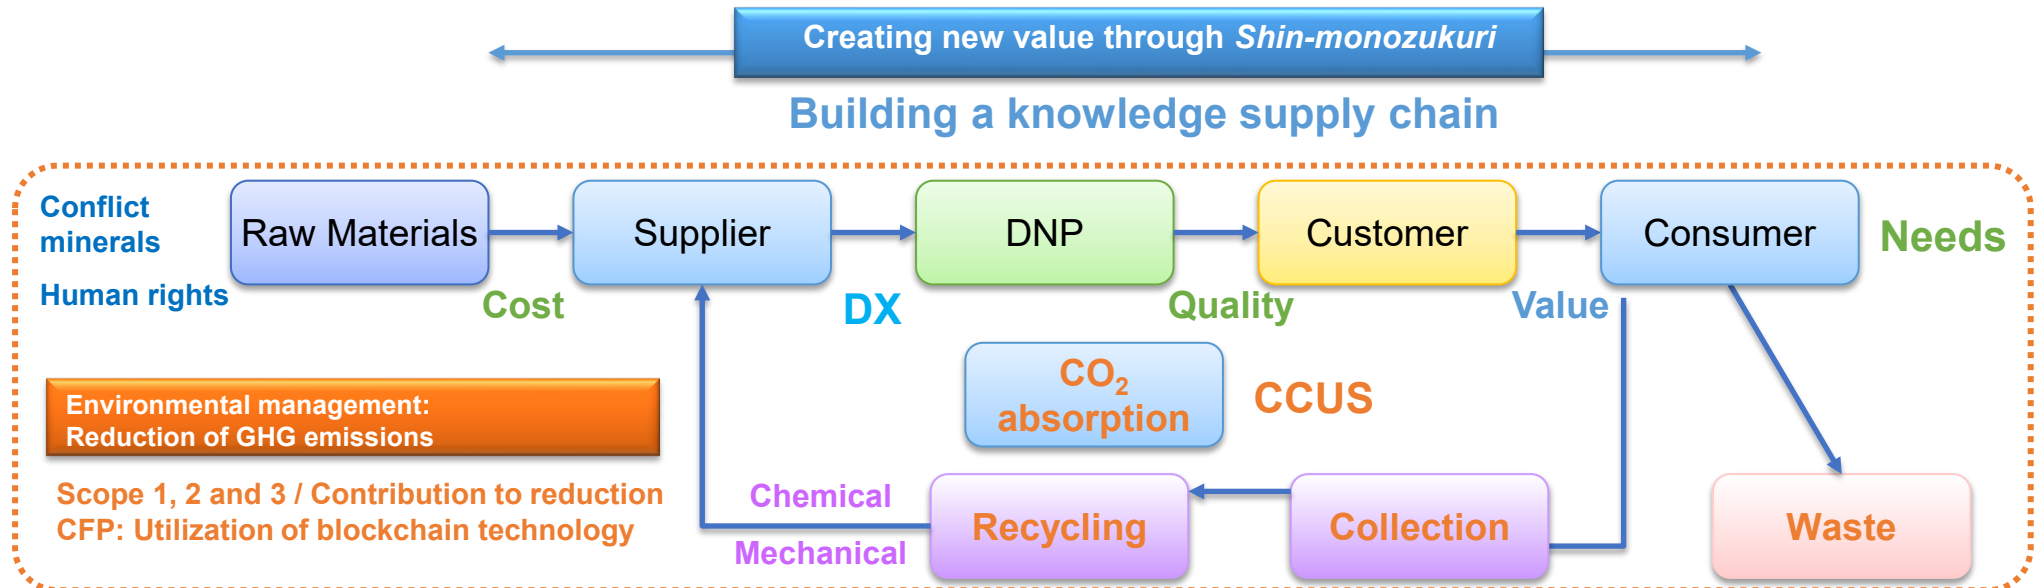 Creating new value through Shin-monozukuri
Building a knowledge supply chain
Conflict
minerals
Human rights
Raw Materials
Supplier
DNP
Customer
Consumer
Needs
Cost
DX
Quality
Value
CO₂
absorption
CCUS
Environmental management:
Reduction of GHG emissions
Scope 1, 2 and 3 / Contribution to reduction
CFP: Utilization of blockchain technology
Chemical
Mechanical
Recycling
Collection
Waste